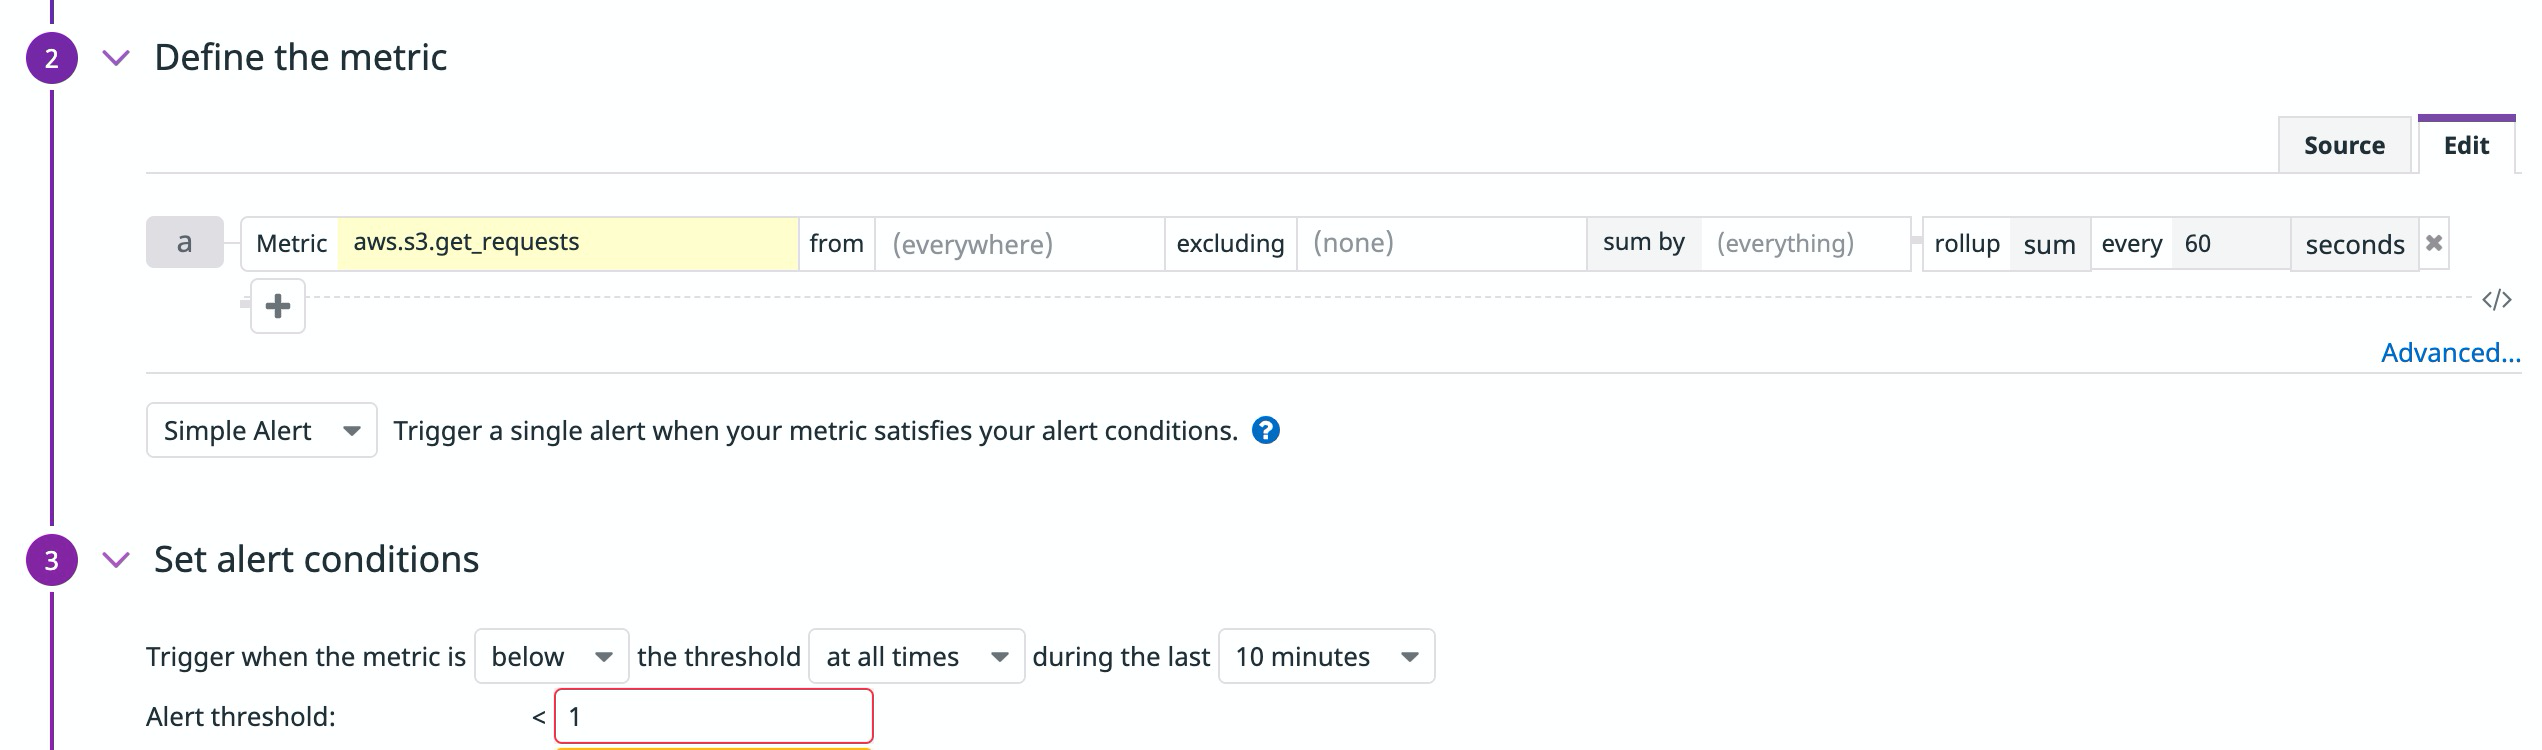 2 Define the metric
Source Edit
a Metric aws.s3.get_requests from (everywhere) excluding (none) sum by (everything) rollup sum every 60 seconds ✖
+ </>
Advanced...
Simple Alert Trigger a single alert when your metric satisfies your alert conditions. ?
3 Set alert conditions
Trigger when the metric is below the threshold at all times during the last 10 minutes
Alert threshold: < 1